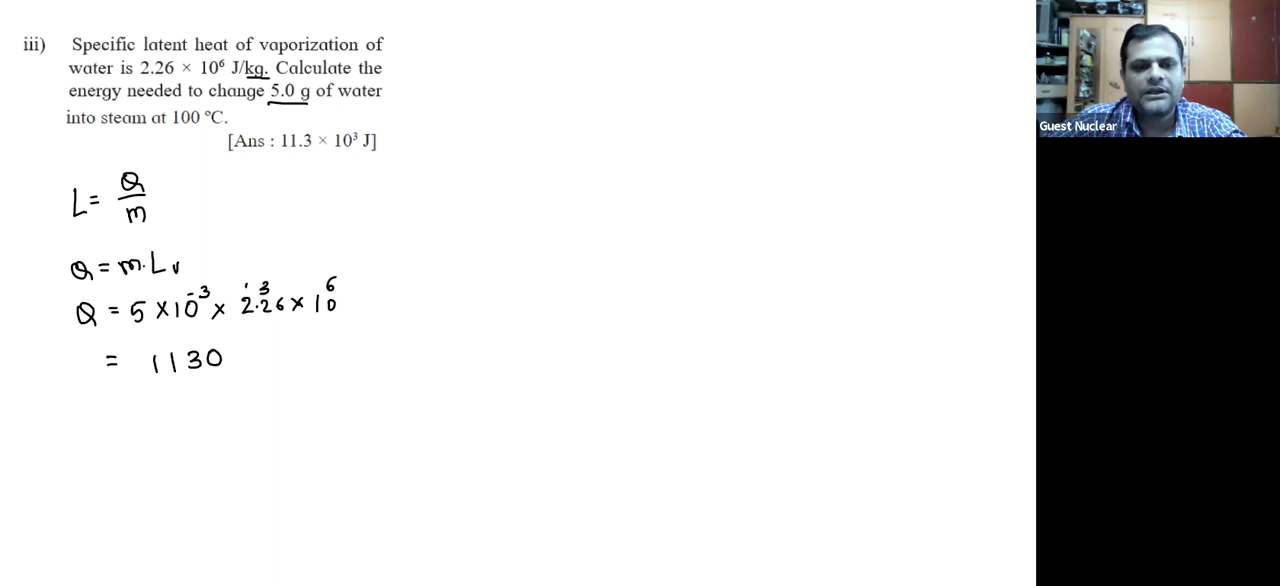 iii) Specific latent heat of vaporization of
water is 2.26 × 10⁶ J/kg. Calculate the
energy needed to change 5.0 g of water
into steam at 100 ºC.
[Ans : 11.3 × 10³ J]
L = Q/m
Q = m·Lv
Q = 5 × 10⁻³ × 2.26 × 10⁶
= 1130
Guest Nuclear